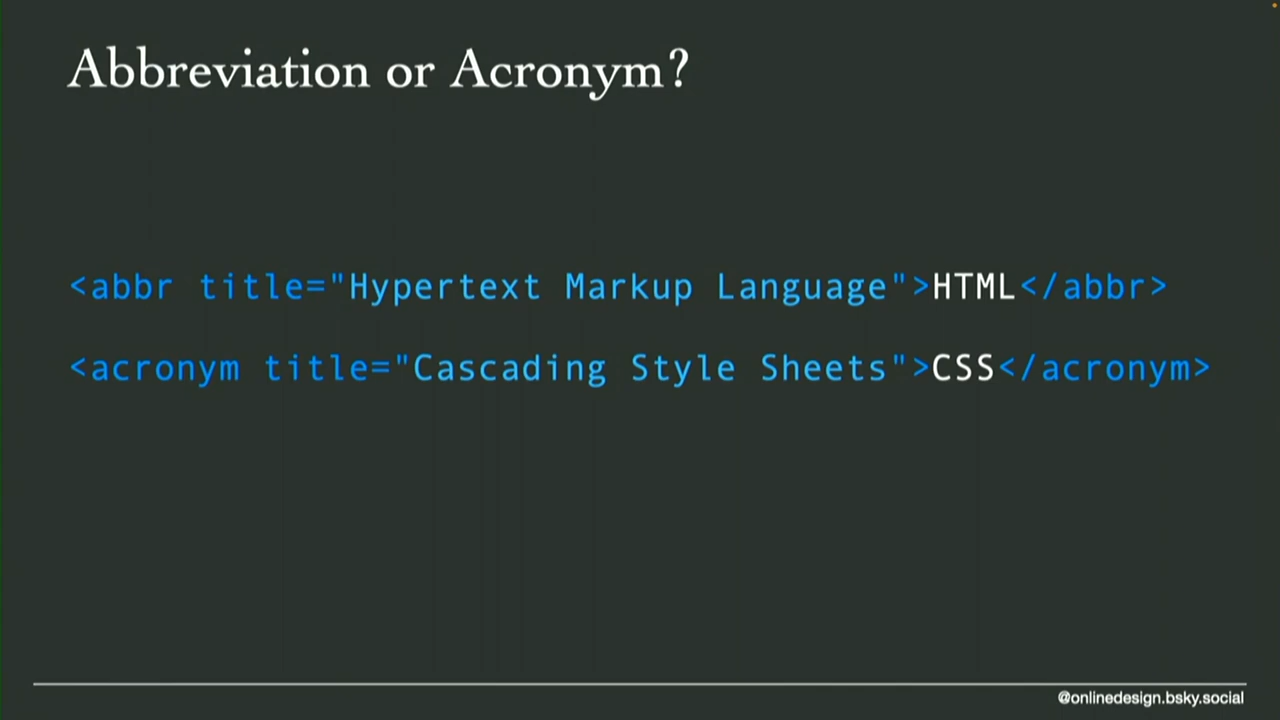 Abbreviation or Acronym?
<abbr title="Hypertext Markup Language">HTML</abbr>
<acronym title="Cascading Style Sheets">CSS</acronym>
@onlinedesign.bsky.social